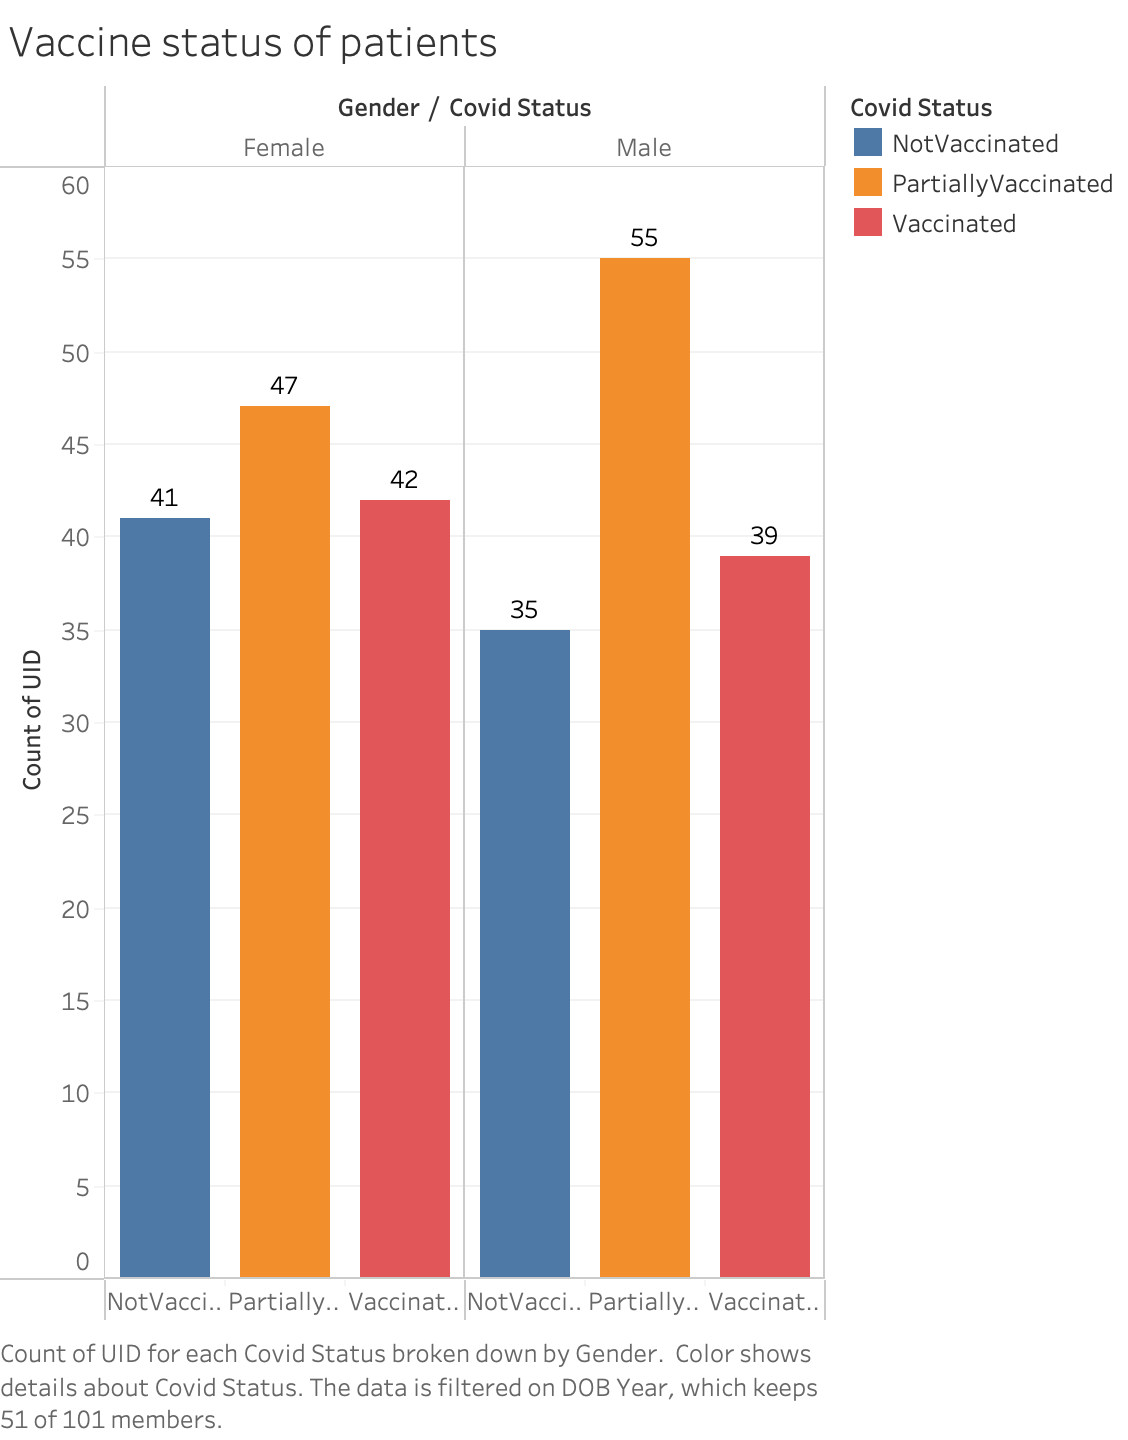 Vaccine status of patients
Gender / Covid Status
Female Male
Covid Status
NotVaccinated
PartiallyVaccinated
Vaccinated
60
55
50
45
40
35
30
25
20
15
10
5
0
Count of UID
41
47
42
35
55
39
NotVacci.. Partially.. Vaccinat.. NotVacci.. Partially.. Vaccinat..
Count of UID for each Covid Status broken down by Gender.  Color shows
details about Covid Status. The data is filtered on DOB Year, which keeps
51 of 101 members.